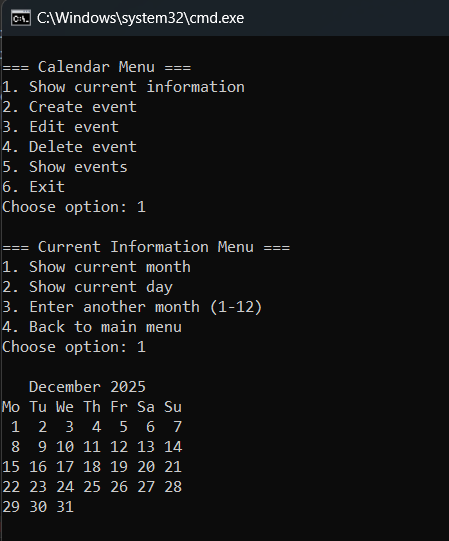 C:\Windows\system32\cmd.exe
=== Calendar Menu ===
1. Show current information
2. Create event
3. Edit event
4. Delete event
5. Show events
6. Exit
Choose option: 1
=== Current Information Menu ===
1. Show current month
2. Show current day
3. Enter another month (1-12)
4. Back to main menu
Choose option: 1
   December 2025
Mo Tu We Th Fr Sa Su
 1  2  3  4  5  6  7
 8  9 10 11 12 13 14
15 16 17 18 19 20 21
22 23 24 25 26 27 28
29 30 31